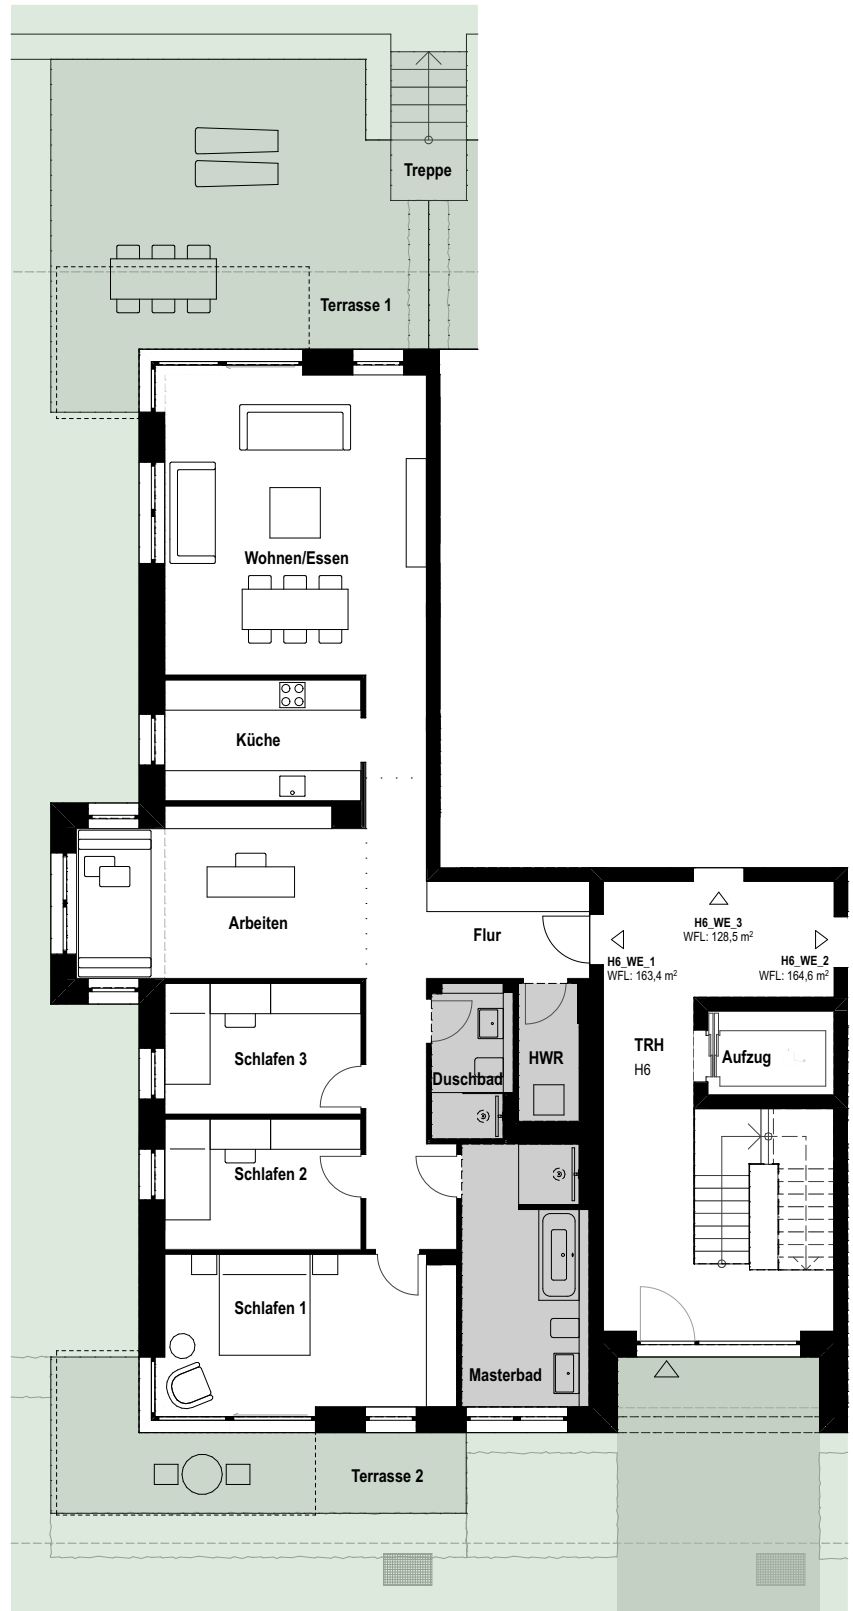 Treppe
Terrasse 1
Wohnen/Essen
Küche
Arbeiten
Flur
H6_WE_3
WFL: 128,5 m²
H6_WE_1
WFL: 163,4 m²
H6_WE_2
WFL: 164,6 m²
TRH
H6
Aufzug
Schlafen 3
Duschbad
HWR
Schlafen 2
Schlafen 1
Masterbad
Terrasse 2